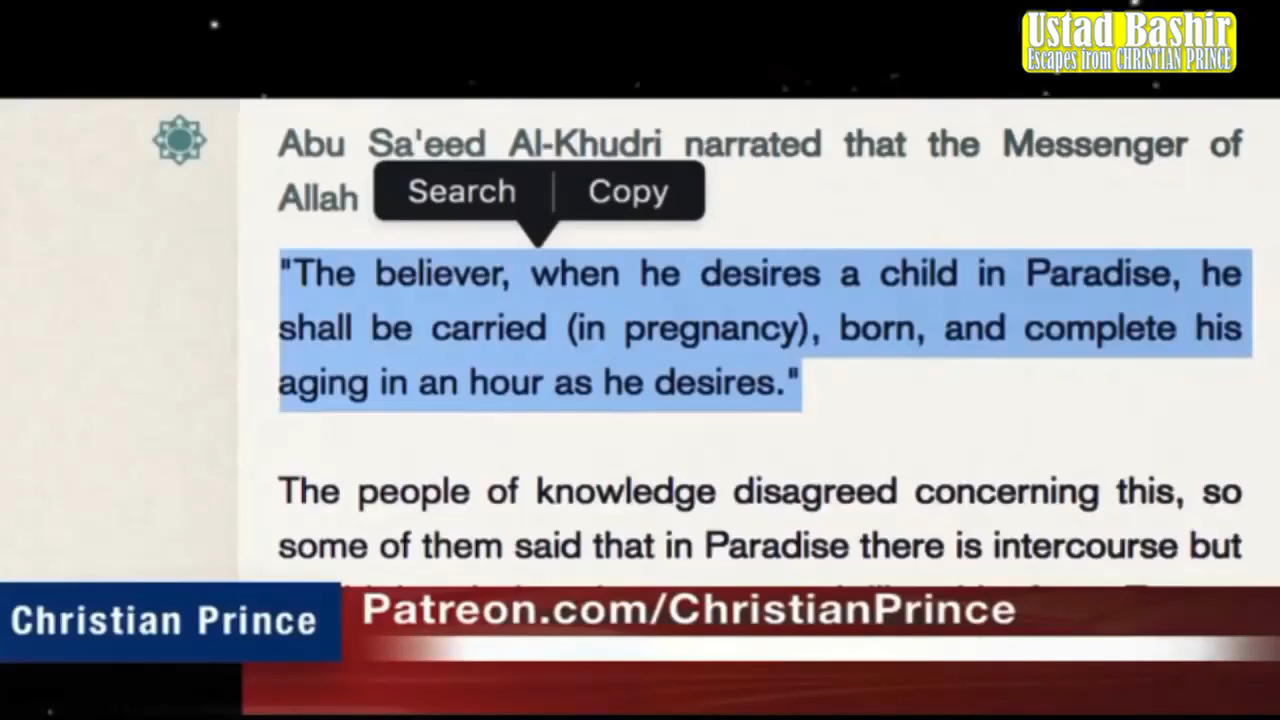 Ustad Bashir
Escapes from CHRISTIAN PRINCE
Abu Sa'eed Al-Khudri narrated that the Messenger of
Allah
Search
Copy
"The believer, when he desires a child in Paradise, he
shall be carried (in pregnancy), born, and complete his
aging in an hour as he desires."
The people of knowledge disagreed concerning this, so
some of them said that in Paradise there is intercourse but
Christian Prince
Patreon.com/ChristianPrince